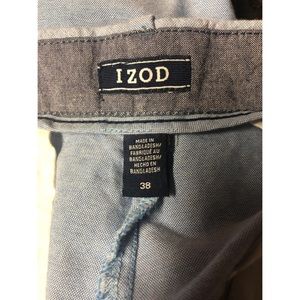 IZOD
MADE IN
BANGLADESH/
FABRIQUÉ AU
BANGLADESH/
HECHO EN
BANGLADESH
38